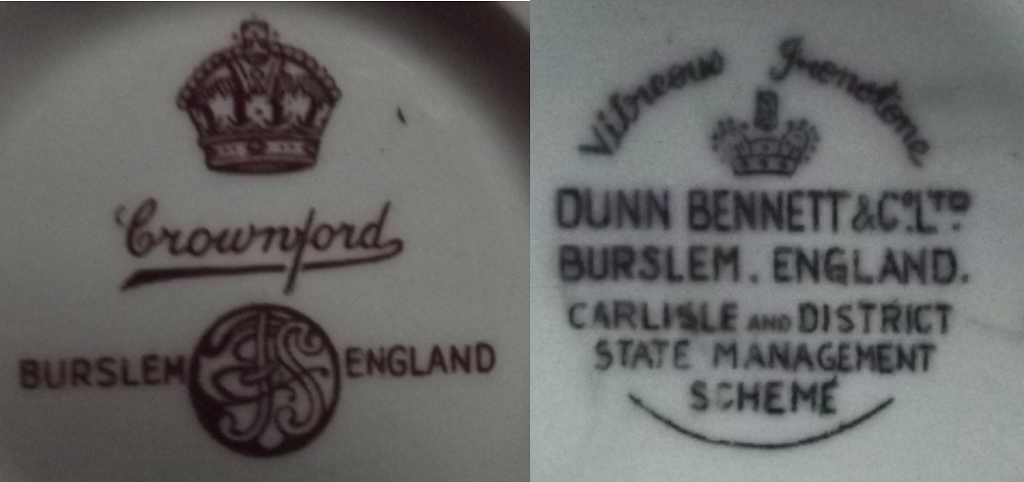 Crownford
BURSLEM ENGLAND
Vitreous Ironstone
DUNN BENNETT & Co. LTD.
BURSLEM. ENGLAND.
CARLISLE AND DISTRICT
STATE MANAGEMENT
SCHEME